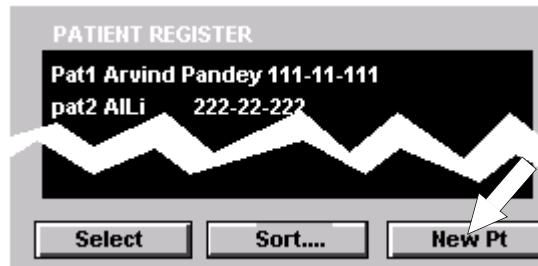 PATIENT REGISTER
Pat1 Arvind Pandey 111-11-111
pat2 AlLi 222-22-222
Select Sort.... New Pt